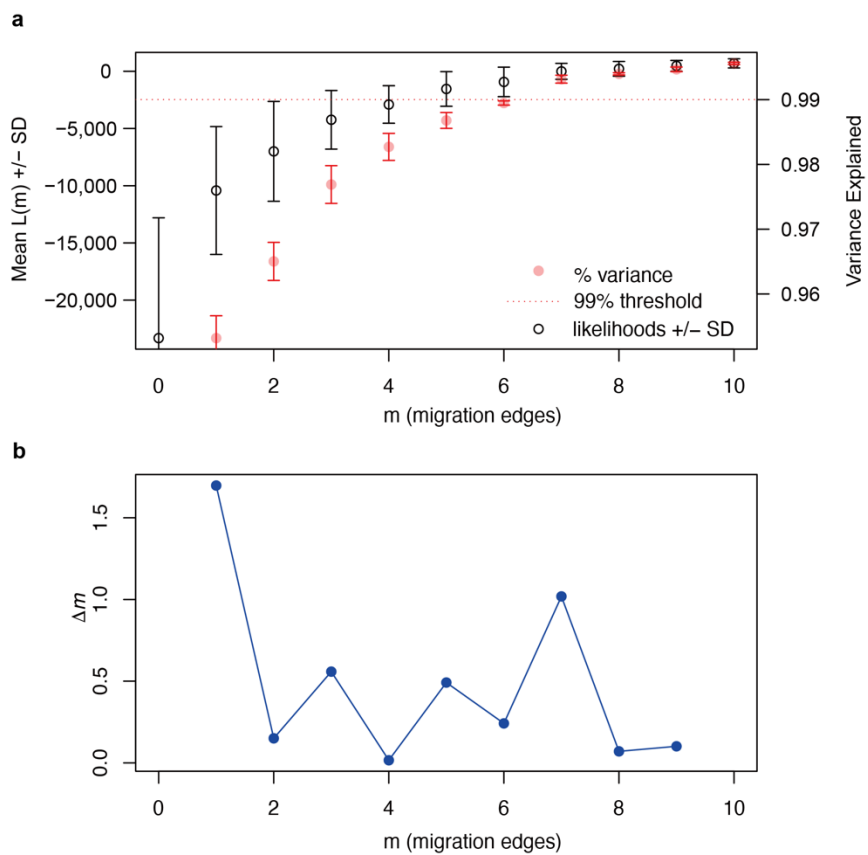 a
Mean L(m) +/− SD
0
−5,000
−10,000
−15,000
−20,000
0.99
0.98
0.97
0.96
Variance Explained
% variance
99% threshold
likelihoods +/− SD
0 2 4 6 8 10
m (migration edges)
b
Δm
1.5
1.0
0.5
0.0
0 2 4 6 8 10
m (migration edges)